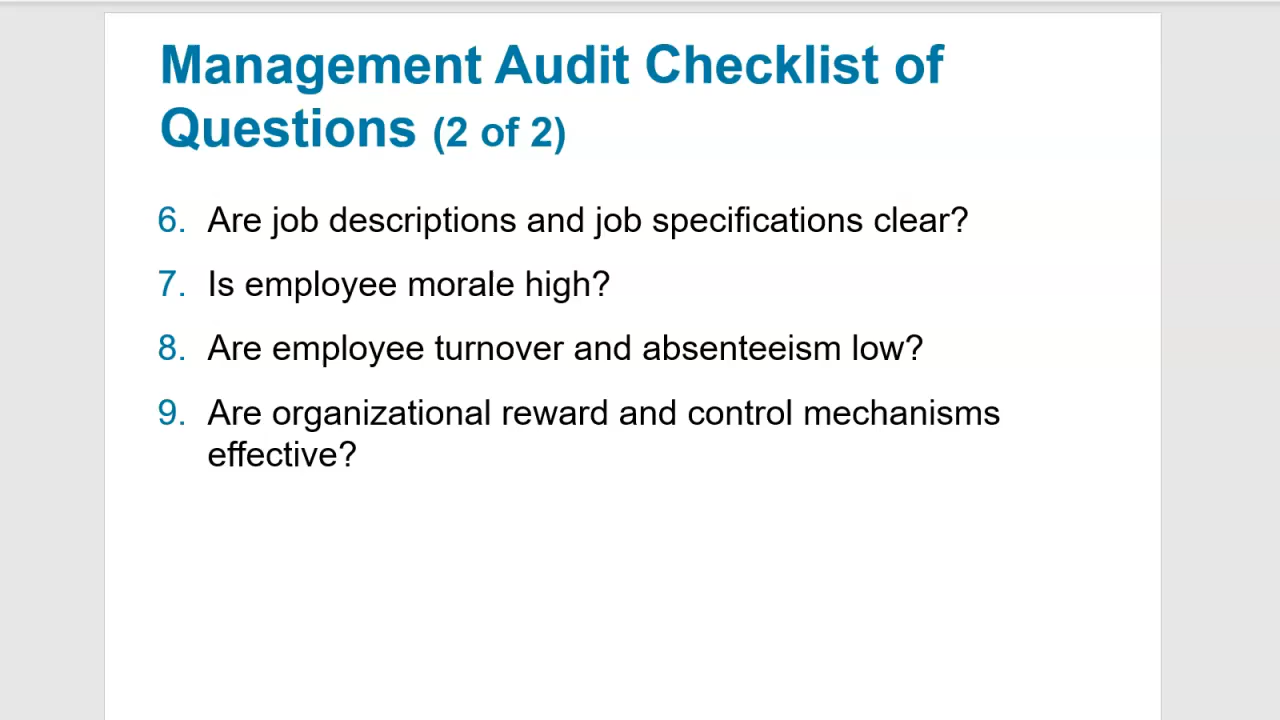 Management Audit Checklist of
Questions (2 of 2)
6. Are job descriptions and job specifications clear?
7. Is employee morale high?
8. Are employee turnover and absenteeism low?
9. Are organizational reward and control mechanisms
effective?